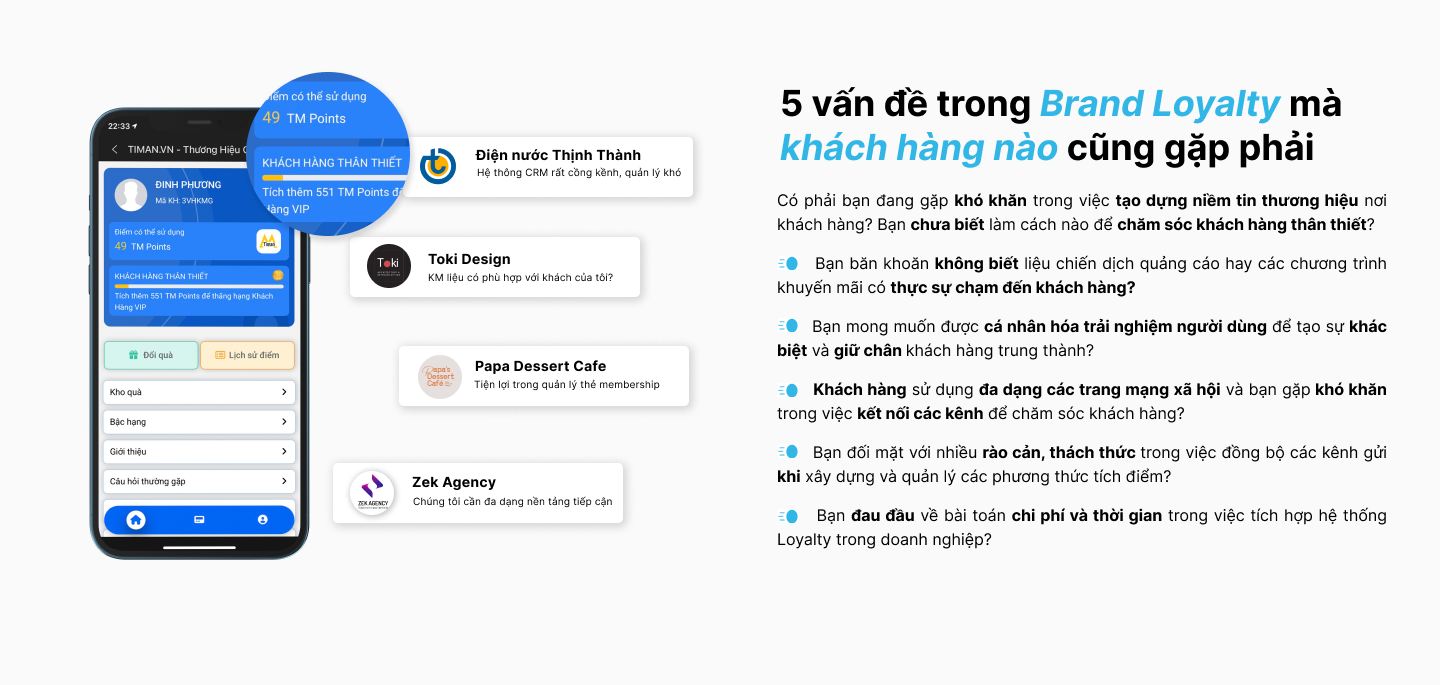 22:33
TIMAN.VN - Thương Hiệu
ĐINH PHƯƠNG
Mã KH: 3VHKMG
Điểm có thể sử dụng
49 TM Points
Timan
KHÁCH HÀNG THÂN THIẾT
Tích thêm 551 TM Points để thăng hạng Khách
Hàng VIP
Đổi quà
Lịch sử điểm
Kho quà
Bậc hạng
Giới thiệu
Câu hỏi thường gặp
có thể sử dụng
49 TM Points
KHÁCH HÀNG THÂN THIẾT
Tích thêm 551 TM Points
Hàng VIP
Điện nước Thịnh Thành
Hệ thông CRM rất cồng kềnh, quản lý khó
Toki
Toki Design
KM liệu có phù hợp với khách của tôi?
Papa's
Dessert
Café
Papa Dessert Cafe
Tiện lợi trong quản lý thẻ membership
ZEK AGENCY
Zek Agency
Chúng tôi cần đa dạng nền tảng tiếp cận
5 vấn đề trong Brand Loyalty mà
khách hàng nào cũng gặp phải
Có phải bạn đang gặp khó khăn trong việc tạo dựng niềm tin thương hiệu nơi
khách hàng? Bạn chưa biết làm cách nào để chăm sóc khách hàng thân thiết?
Bạn băn khoăn không biết liệu chiến dịch quảng cáo hay các chương trình
khuyến mãi có thực sự chạm đến khách hàng?
Bạn mong muốn được cá nhân hóa trải nghiệm người dùng để tạo sự khác
biệt và giữ chân khách hàng trung thành?
Khách hàng sử dụng đa dạng các trang mạng xã hội và bạn gặp khó khăn
trong việc kết nối các kênh để chăm sóc khách hàng?
Bạn đối mặt với nhiều rào cản, thách thức trong việc đồng bộ các kênh gửi
khi xây dựng và quản lý các phương thức tích điểm?
Bạn đau đầu về bài toán chi phí và thời gian trong việc tích hợp hệ thống
Loyalty trong doanh nghiệp?